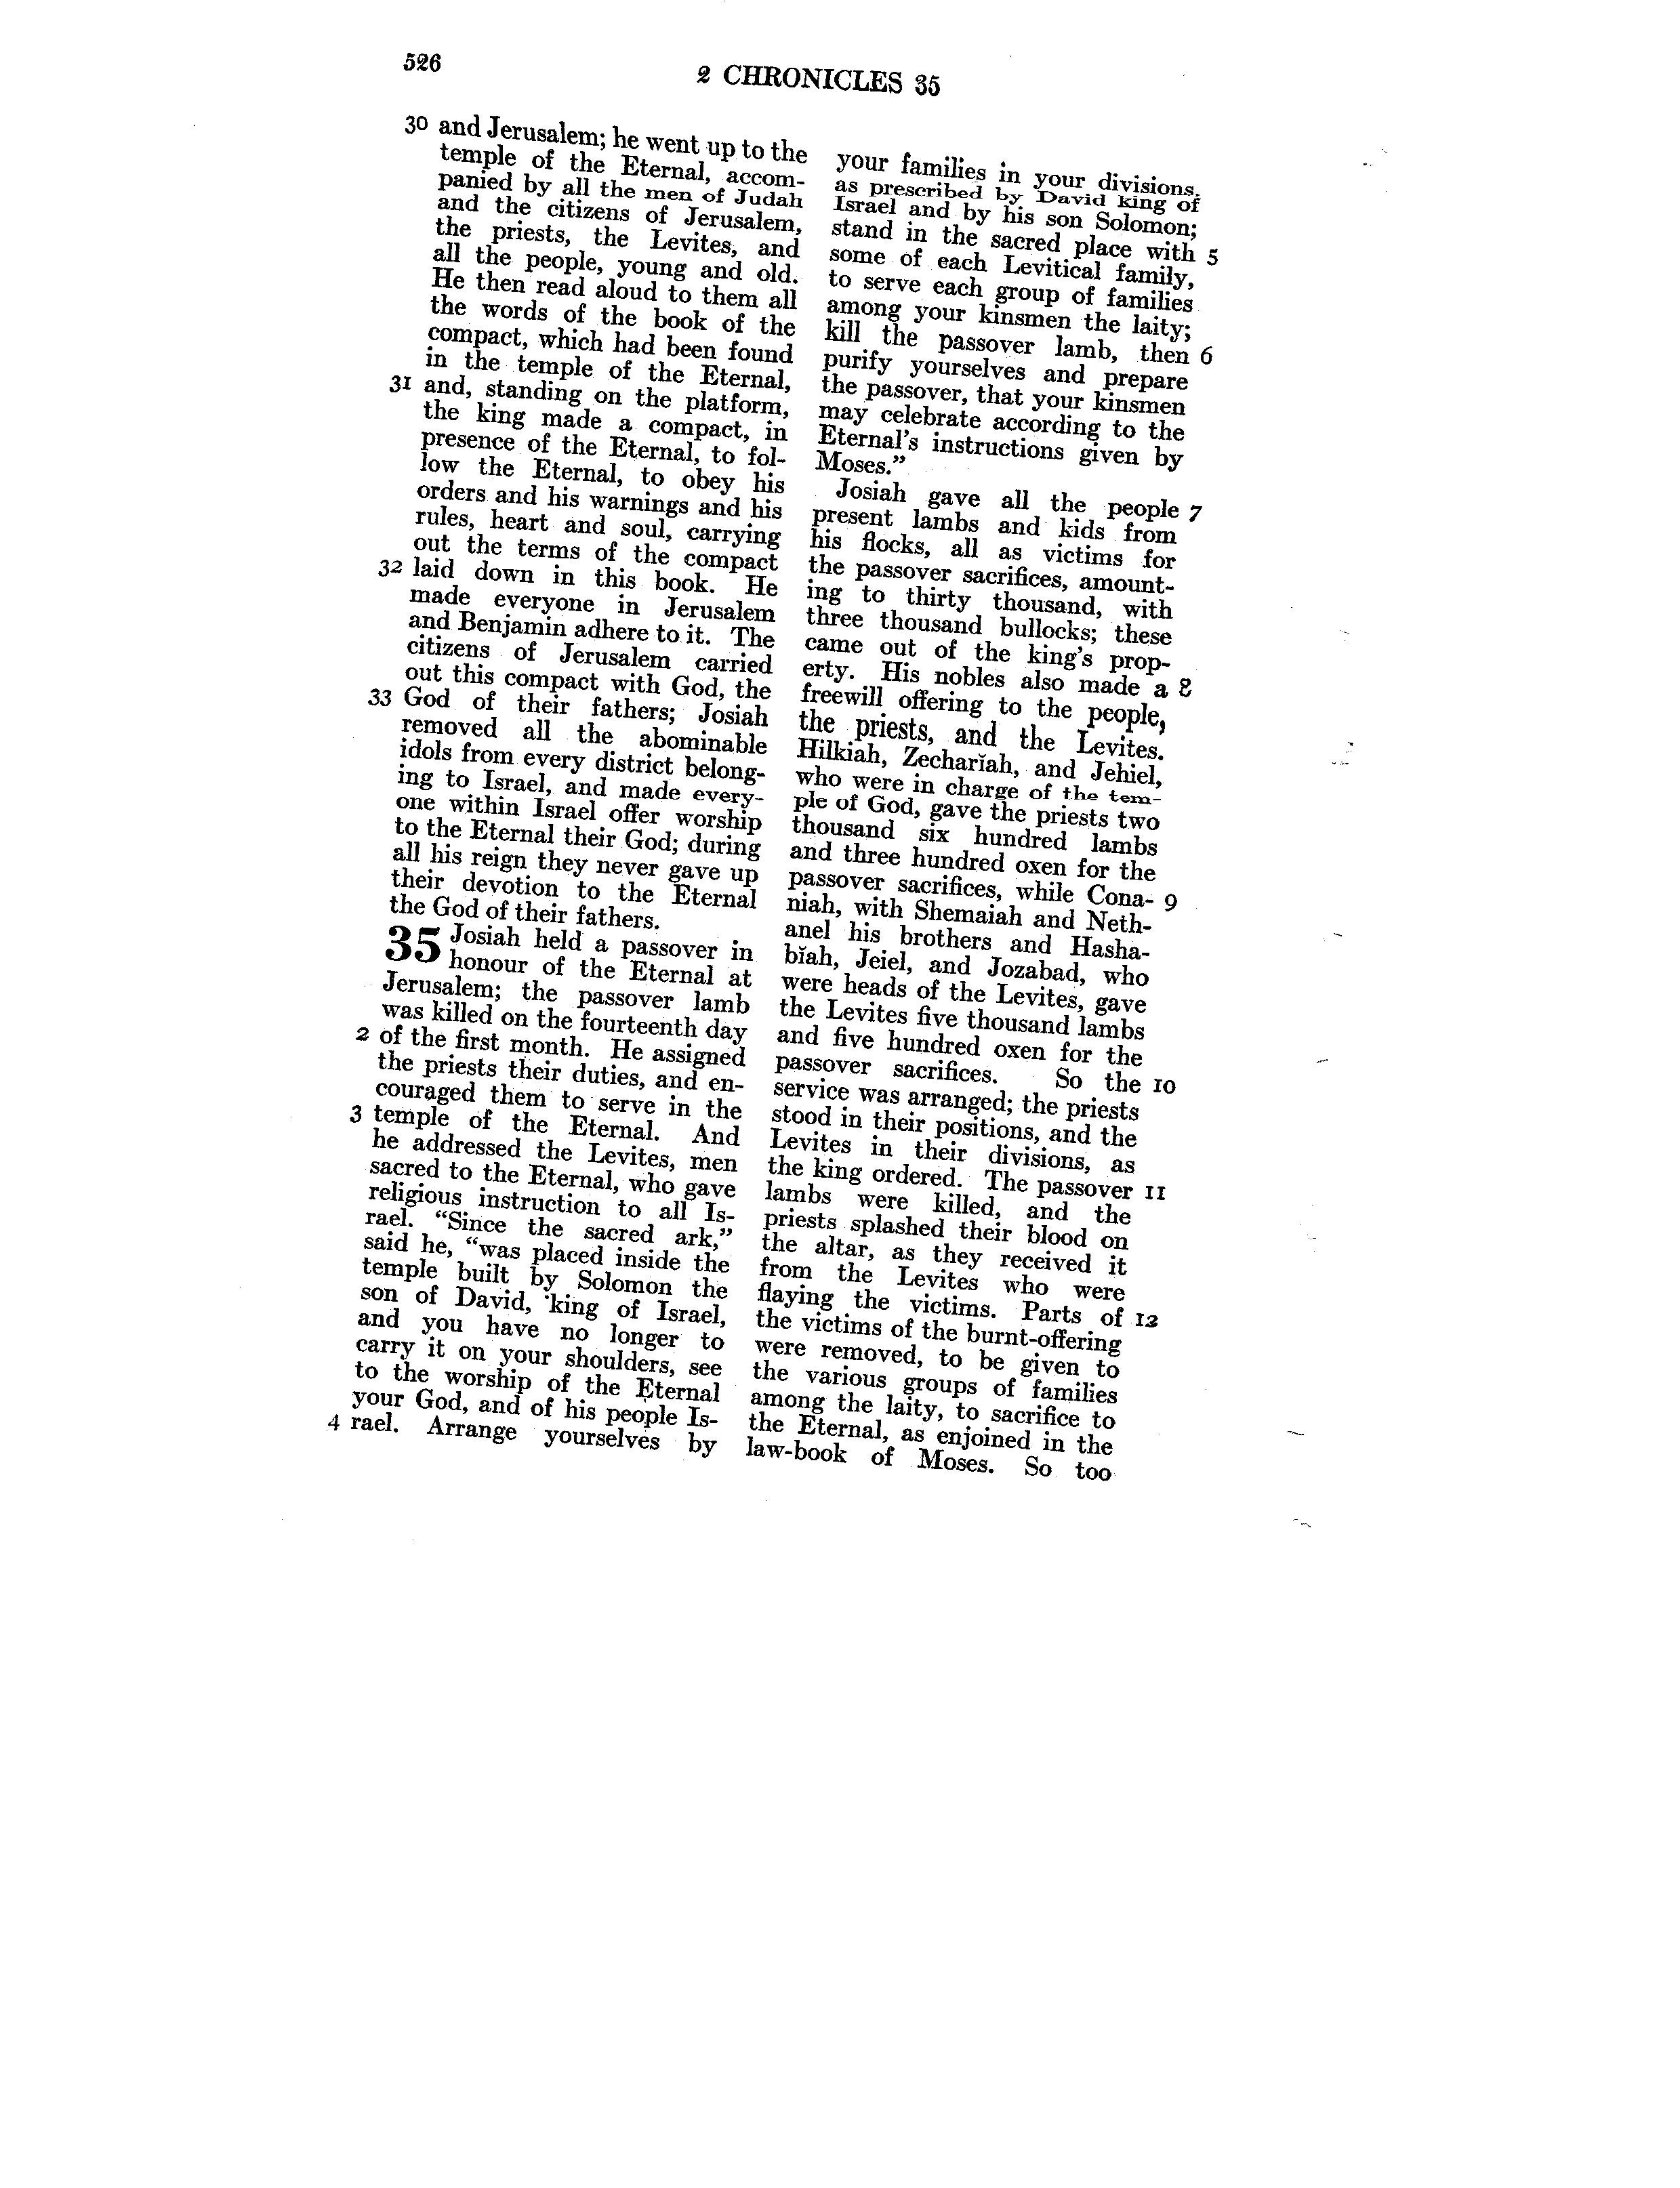 526
2 CHRONICLES 35
30 and Jerusalem; he went up to the
temple of the Eternal, accom-
panied by all the men of Judah
and the citizens of Jerusalem,
the priests, the Levites, and
all the people, young and old.
He then read aloud to them all
the words of the book of the
compact, which had been found
in the temple of the Eternal,
31 and, standing on the platform,
the king made a compact, in
presence of the Eternal, to fol-
low the Eternal, to obey his
orders and his warnings and his
rules, heart and soul, carrying
out the terms of the compact
32 laid down in this book. He
made everyone in Jerusalem
and Benjamin adhere to it. The
citizens of Jerusalem carried
out this compact with God, the
33 God of their fathers; Josiah
removed all the abominable
idols from every district belong-
ing to Israel, and made every-
one within Israel offer worship
to the Eternal their God; during
all his reign they never gave up
their devotion to the Eternal
the God of their fathers.
35 Josiah held a passover in
honour of the Eternal at
Jerusalem; the passover lamb
was killed on the fourteenth day
2 of the first month. He assigned
the priests their duties, and en-
couraged them to serve in the
3 temple of the Eternal. And
he addressed the Levites, men
sacred to the Eternal, who gave
religious instruction to all Is-
rael. "Since the sacred ark,"
said he, "was placed inside the
temple built by Solomon the
son of David, king of Israel,
and you have no longer to
carry it on your shoulders, see
to the worship of the Eternal
your God, and of his people Is-
4 rael. Arrange yourselves by
your families in your divisions,
as prescribed by David king of
Israel and by his son Solomon;
stand in the sacred place with 5
some of each Levitical family,
to serve each group of families
among your kinsmen the laity;
kill the passover lamb, then 6
purify yourselves and prepare
the passover, that your kinsmen
may celebrate according to the
Eternal's instructions given by
Moses."
Josiah gave all the people 7
present lambs and kids from
his flocks, all as victims for
the passover sacrifices, amount-
ing to thirty thousand, with
three thousand bullocks; these
came out of the king's prop-
erty. His nobles also made a 8
freewill offering to the people,
the priests, and the Levites.
Hilkiah, Zecharĭah, and Jehiel,
who were in charge of the tem-
ple of God, gave the priests two
thousand six hundred lambs
and three hundred oxen for the
passover sacrifices, while Cona- 9
niah, with Shemaiah and Neth-
anel his brothers and Hasha-
bĭah, Jeiel, and Jozabad, who
were heads of the Levites, gave
the Levites five thousand lambs
and five hundred oxen for the
passover sacrifices. So the 10
service was arranged; the priests
stood in their positions, and the
Levites in their divisions, as
the king ordered. The passover 11
lambs were killed, and the
priests splashed their blood on
the altar, as they received it
from the Levites who were
flaying the victims. Parts of 12
the victims of the burnt-offering
were removed, to be given to
the various groups of families
among the laity, to sacrifice to
the Eternal, as enjoined in the
law-book of Moses. So too